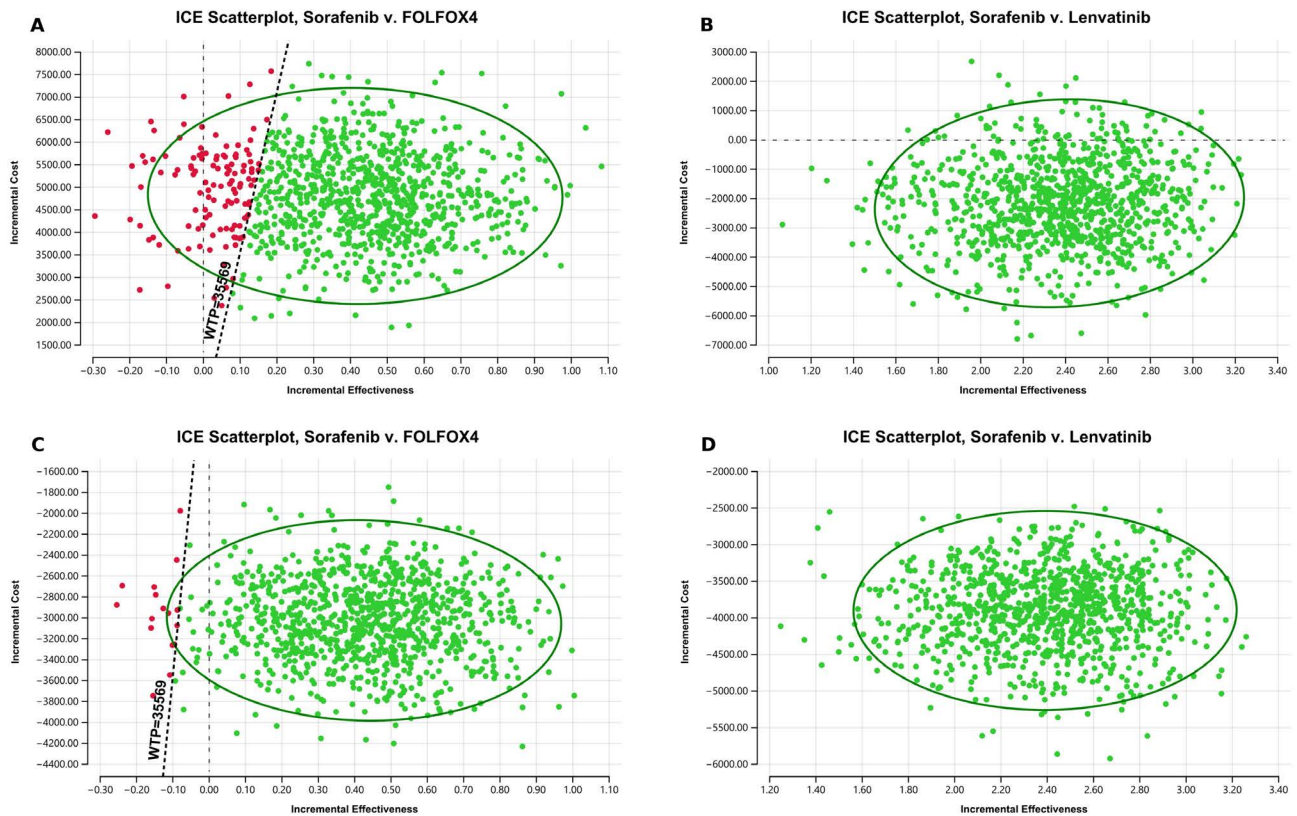 A
ICE Scatterplot, Sorafenib v. FOLFOX4
8000.00
7500.00
7000.00
6500.00
6000.00
5500.00
5000.00
4500.00
4000.00
3500.00
3000.00
2500.00
2000.00
1500.00
Incremental Cost
WTP=35569
−0.30 −0.20 −0.10 0.00 0.10 0.20 0.30 0.40 0.50 0.60 0.70 0.80 0.90 1.00 1.10
Incremental Effectiveness
B
ICE Scatterplot, Sorafenib v. Lenvatinib
3000.00
2000.00
1000.00
0.00
−1000.00
−2000.00
−3000.00
−4000.00
−5000.00
−6000.00
−7000.00
Incremental Cost
1.00 1.20 1.40 1.60 1.80 2.00 2.20 2.40 2.60 2.80 3.00 3.20 3.40
Incremental Effectiveness
C
ICE Scatterplot, Sorafenib v. FOLFOX4
−1600.00
−1800.00
−2000.00
−2200.00
−2400.00
−2600.00
−2800.00
−3000.00
−3200.00
−3400.00
−3600.00
−3800.00
−4000.00
−4200.00
−4400.00
Incremental Cost
WTP=35569
−0.30 −0.20 −0.10 0.00 0.10 0.20 0.30 0.40 0.50 0.60 0.70 0.80 0.90 1.00 1.10
Incremental Effectiveness
D
ICE Scatterplot, Sorafenib v. Lenvatinib
−2000.00
−2500.00
−3000.00
−3500.00
−4000.00
−4500.00
−5000.00
−5500.00
−6000.00
Incremental Cost
1.20 1.40 1.60 1.80 2.00 2.20 2.40 2.60 2.80 3.00 3.20 3.40
Incremental Effectiveness